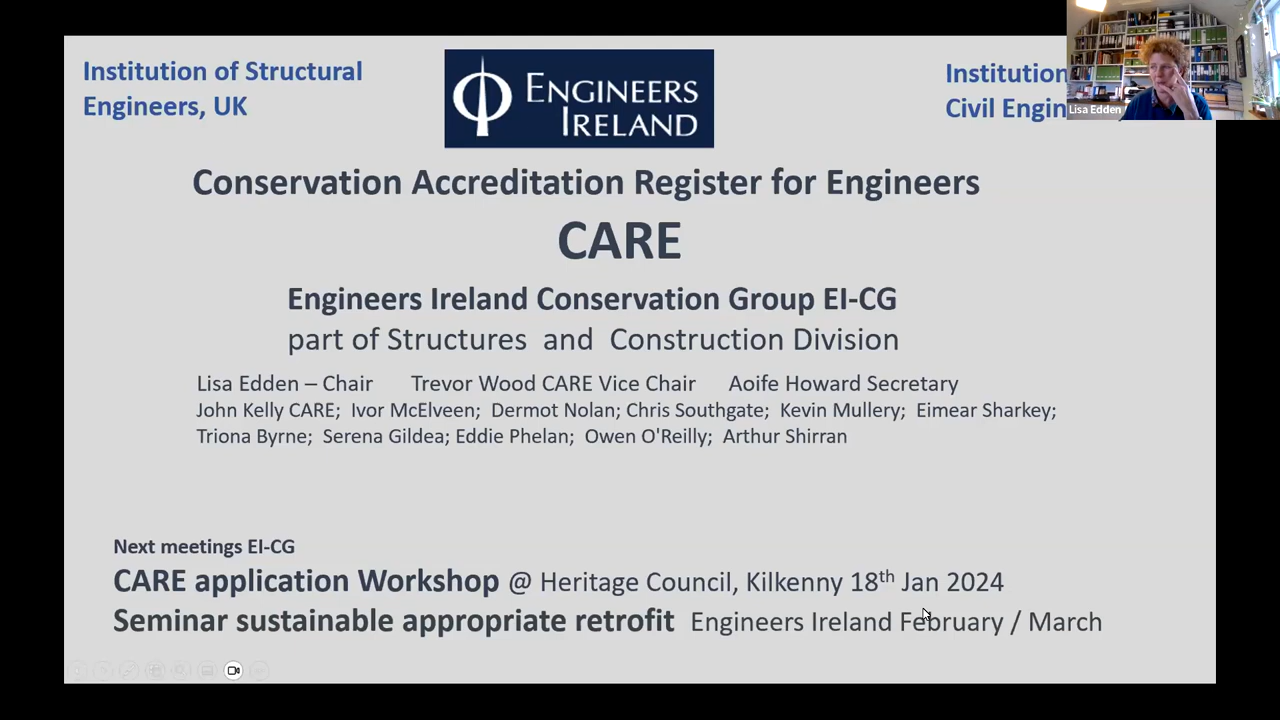 Institution of Structural
Engineers, UK
ENGINEERS
IRELAND
Institution
Civil Engin
Lisa Edden
Conservation Accreditation Register for Engineers
CARE
Engineers Ireland Conservation Group EI-CG
part of Structures and Construction Division
Lisa Edden – Chair Trevor Wood CARE Vice Chair Aoife Howard Secretary
John Kelly CARE; Ivor McElveen; Dermot Nolan; Chris Southgate; Kevin Mullery; Eimear Sharkey;
Triona Byrne; Serena Gildea; Eddie Phelan; Owen O'Reilly; Arthur Shirran
Next meetings EI-CG
CARE application Workshop @ Heritage Council, Kilkenny 18th Jan 2024
Seminar sustainable appropriate retrofit Engineers Ireland February / March